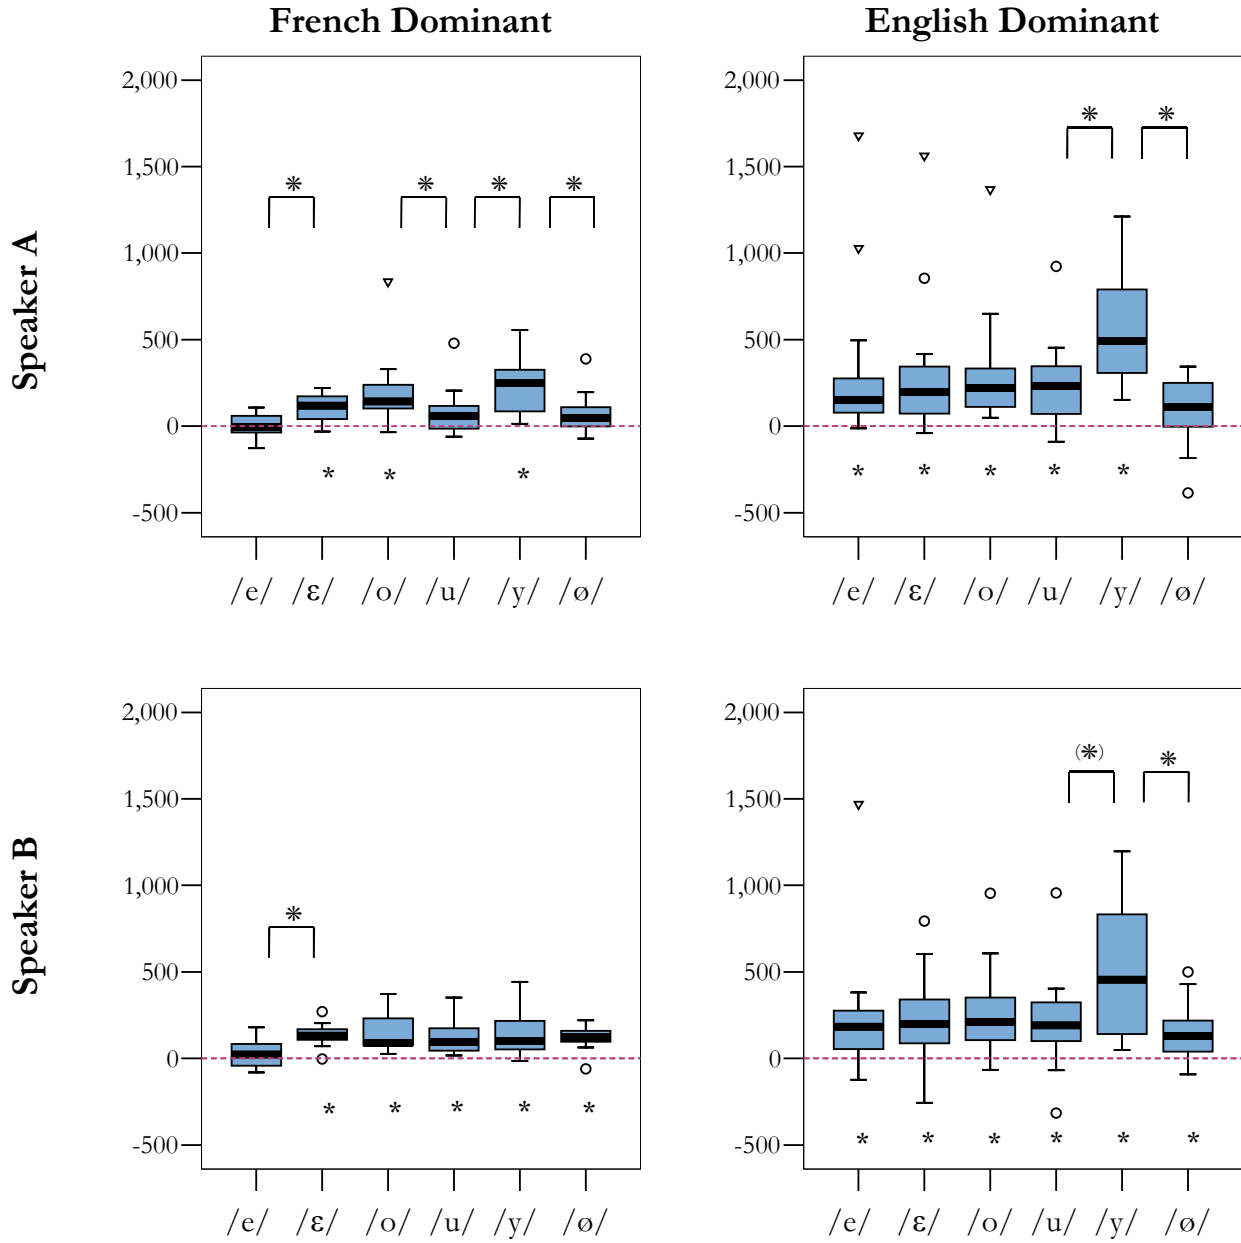 French Dominant English Dominant
Speaker A
2,000
1,500
1,000
500
0
-500
* * * *
* * *
/e/ /ɛ/ /o/ /u/ /y/ /ø/
2,000
1,500
1,000
500
0
-500
* *
* * * * *
/e/ /ɛ/ /o/ /u/ /y/ /ø/
Speaker B
2,000
1,500
1,000
500
0
-500
*
* * * * *
/e/ /ɛ/ /o/ /u/ /y/ /ø/
2,000
1,500
1,000
500
0
-500
(*) *
* * * * * *
/e/ /ɛ/ /o/ /u/ /y/ /ø/